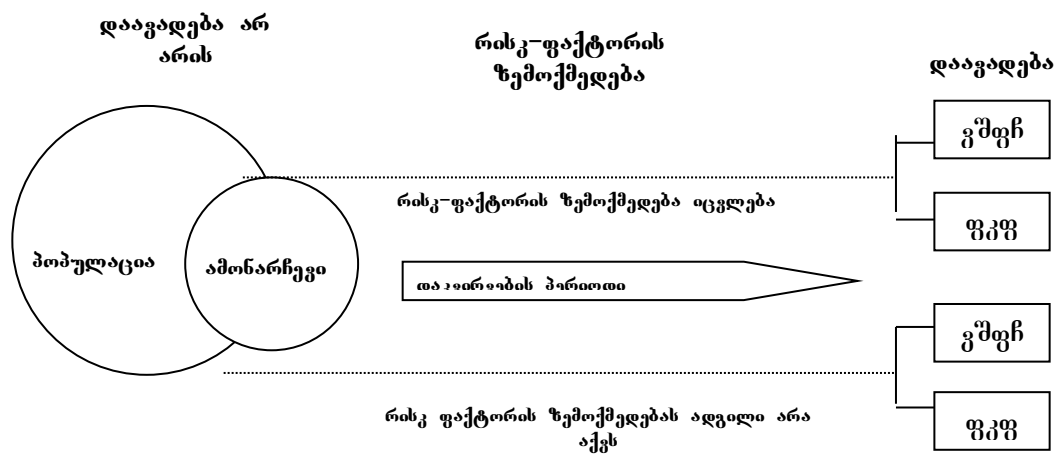 დაავადება არ
არის
რისკ-ფაქტორის
ზემოქმედება
დაავადება
ვშფჩ
რისკ-ფაქტორის ზემოქმედება იცვლება
ფკფ
პოპულაცია
ამონარჩევი
დაკვირვების პერიოდი
ვშფჩ
ფკფ
რისკ ფაქტორის ზემოქმედებას ადგილი არა
აქვს